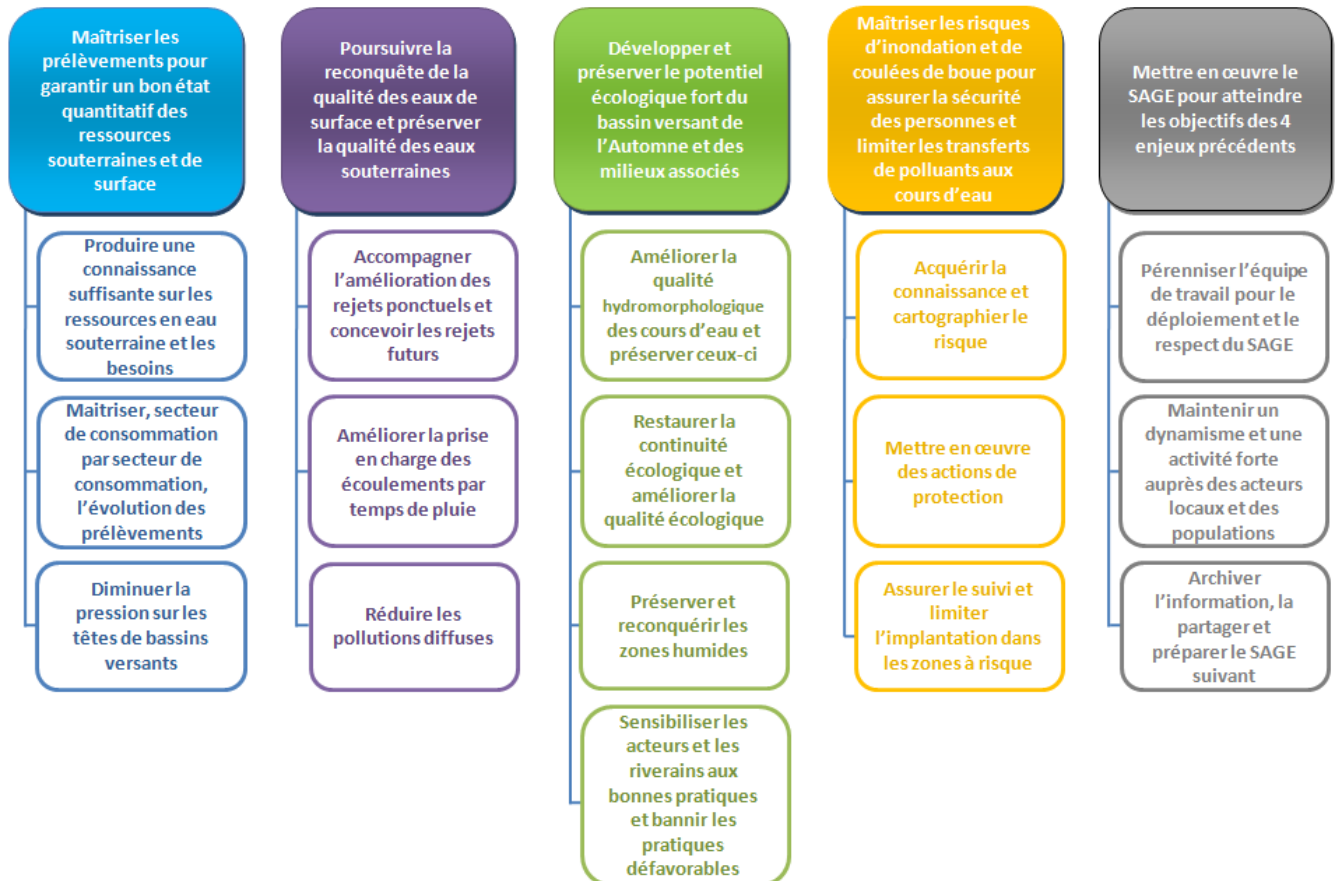 Maîtriser les
prélèvements pour
garantir un bon état
quantitatif des
ressources
souterraines et de
surface
Produire une
connaissance
suffisante sur les
ressources en eau
souterraine et les
besoins
Maitriser, secteur
de consommation
par secteur de
consommation,
l'évolution des
prélèvements
Diminuer la
pression sur les
têtes de bassins
versants
Poursuivre la
reconquête de la
qualité des eaux de
surface et préserver
la qualité des eaux
souterraines
Accompagner
l'amélioration des
rejets ponctuels et
concevoir les rejets
futurs
Améliorer la prise
en charge des
écoulements par
temps de pluie
Réduire les
pollutions diffuses
Développer et
préserver le potentiel
écologique fort du
bassin versant de
l'Automne et des
milieux associés
Améliorer la
qualité
hydromorphologique
des cours d'eau et
préserver ceux-ci
Restaurer la
continuité
écologique et
améliorer la
qualité écologique
Préserver et
reconquérir les
zones humides
Sensibiliser les
acteurs et les
riverains aux
bonnes pratiques
et bannir les
pratiques
défavorables
Maîtriser les risques
d'inondation et de
coulées de boue pour
assurer la sécurité
des personnes et
limiter les transferts
de polluants aux
cours d'eau
Acquérir la
connaissance et
cartographier le
risque
Mettre en œuvre
des actions de
protection
Assurer le suivi et
limiter
l'implantation dans
les zones à risque
Mettre en œuvre le
SAGE pour atteindre
les objectifs des 4
enjeux précédents
Pérenniser l'équipe
de travail pour le
déploiement et le
respect du SAGE
Maintenir un
dynamisme et une
activité forte
auprès des acteurs
locaux et des
populations
Archiver
l'information, la
partager et
préparer le SAGE
suivant